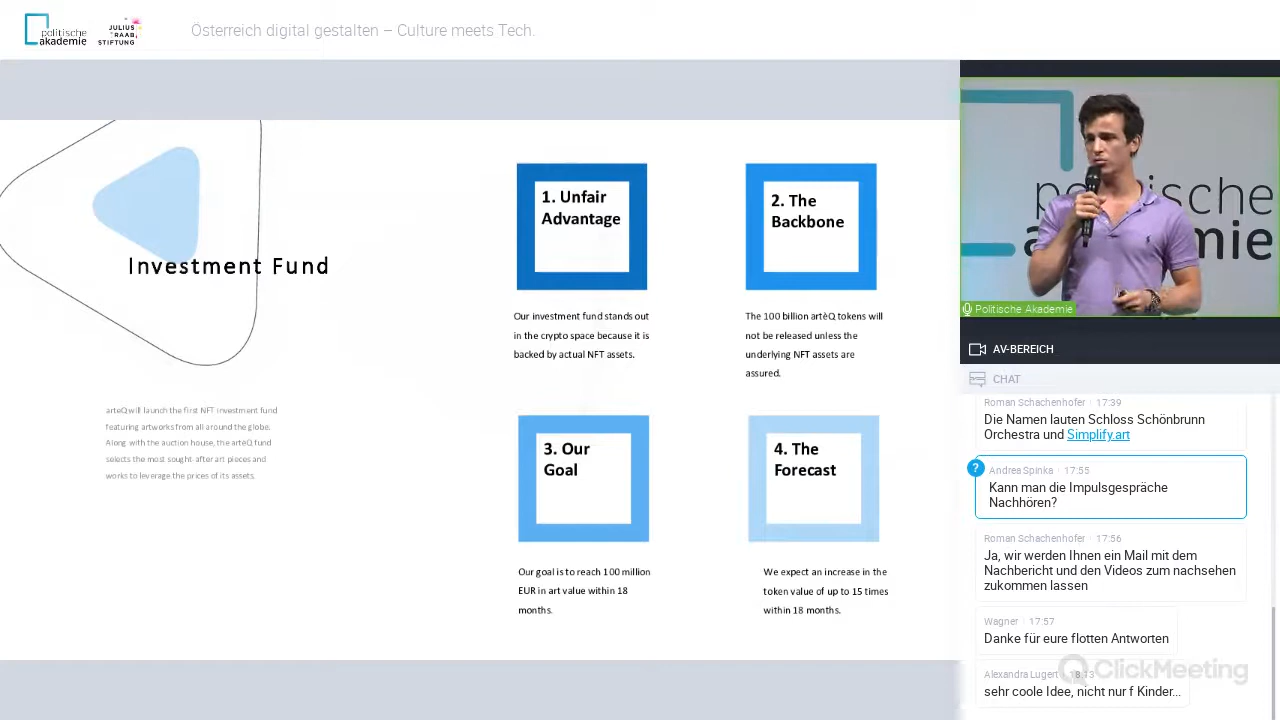 politische
akademie
JULIUS
RAAB
STIFTUNG
Österreich digital gestalten – Culture meets Tech.
Investment Fund
arteQ will launch the first NFT investment fund
featuring artworks from all around the globe.
Along with the auction house, the arteQ fund
selects the most sought-after art pieces and
works to leverage the prices of its assets.
1. Unfair
Advantage
Our investment fund stands out
in the crypto space because it is
backed by actual NFT assets.
2. The
Backbone
The 100 billion artèQ tokens will
not be released unless the
underlying NFT assets are
assured.
3. Our
Goal
Our goal is to reach 100 million
EUR in art value within 18
months.
4. The
Forecast
We expect an increase in the
token value of up to 15 times
within 18 months.
Politische Akademie
AV-BEREICH
CHAT
Roman Schachenhofer 17:39
Die Namen lauten Schloss Schönbrunn
Orchestra und Simplify.art
?
Andrea Spinka 17:55
Kann man die Impulsgespräche
Nachhören?
Roman Schachenhofer 17:56
Ja, wir werden Ihnen ein Mail mit dem
Nachbericht und den Videos zum nachsehen
zukommen lassen
Wagner 17:57
Danke für eure flotten Antworten
Alexandra Lugert 18:13
sehr coole Idee, nicht nur f Kinder...
ClickMeeting